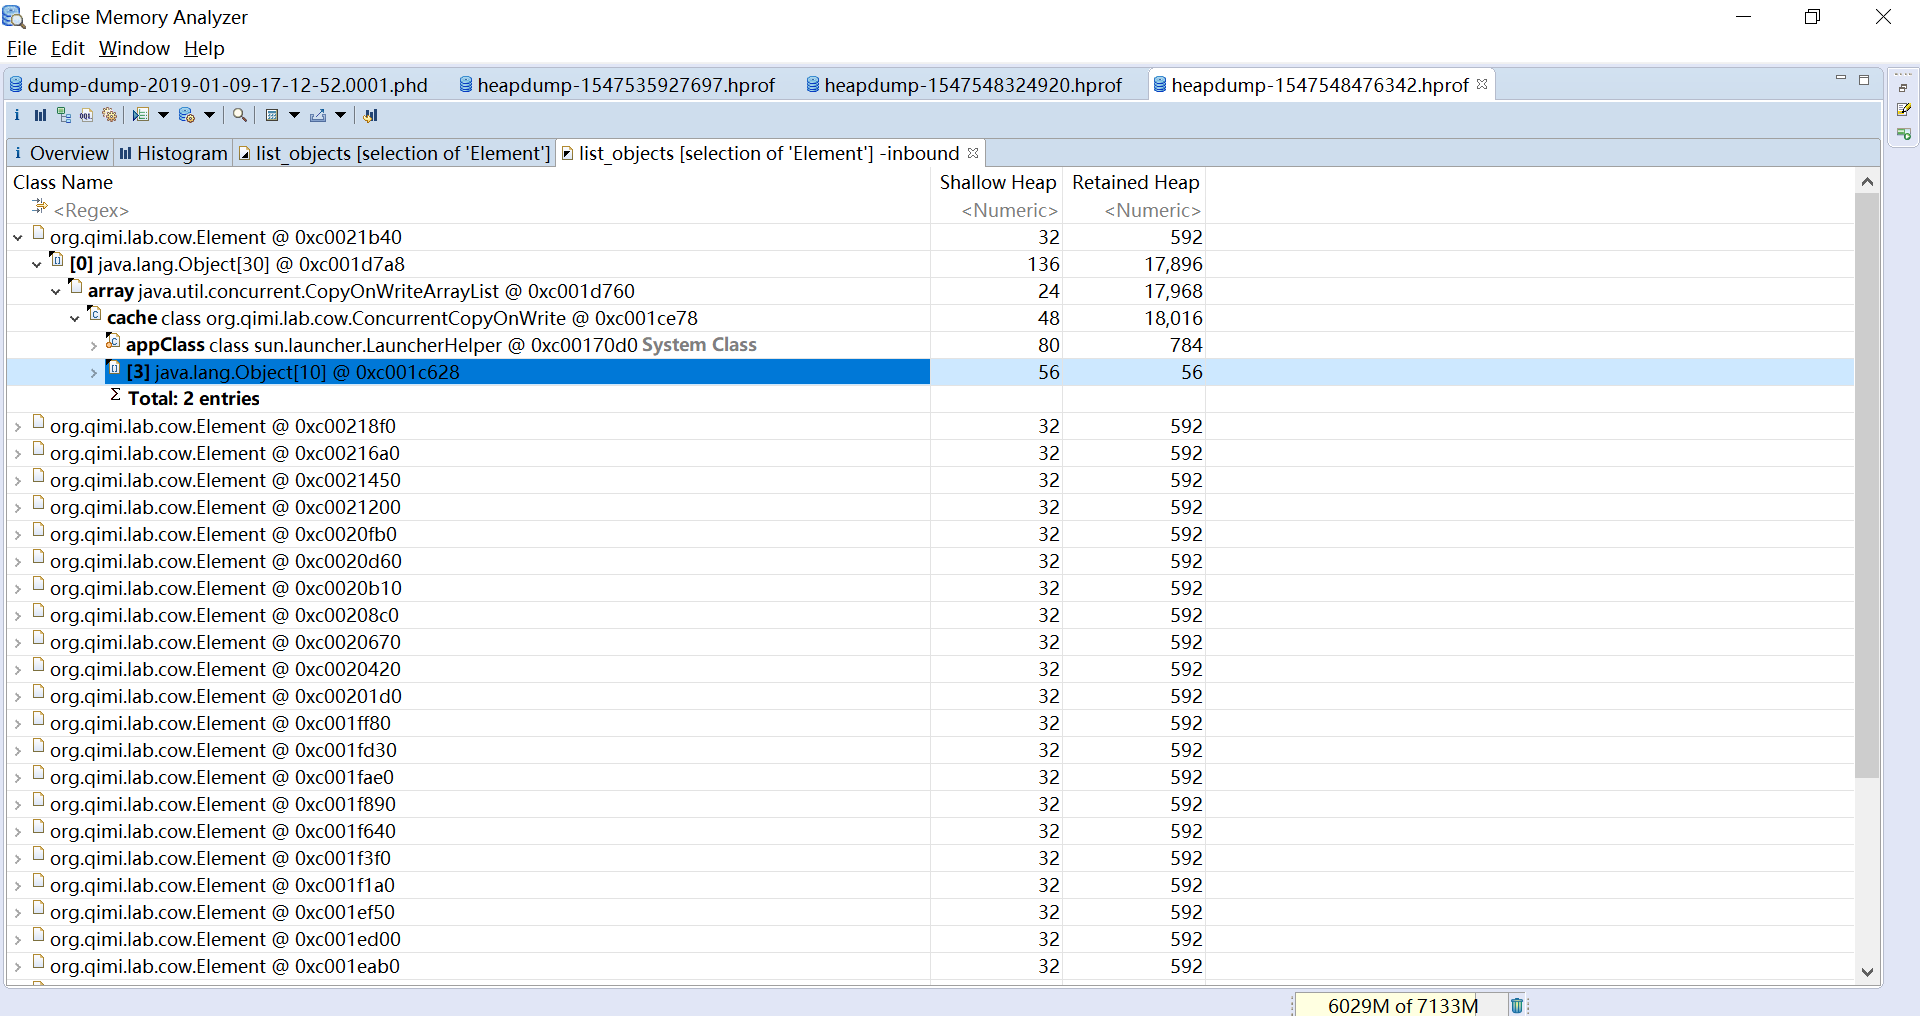 Eclipse Memory Analyzer
File Edit Window Help
dump-dump-2019-01-09-17-12-52.0001.phd heapdump-1547535927697.hprof heapdump-1547548324920.hprof heapdump-1547548476342.hprof
Overview Histogram list_objects [selection of 'Element'] list_objects [selection of 'Element'] -inbound
Class Name Shallow Heap Retained Heap
<Regex> <Numeric> <Numeric>
org.qimi.lab.cow.Element @ 0xc0021b40 32 592
[0] java.lang.Object[30] @ 0xc001d7a8 136 17,896
array java.util.concurrent.CopyOnWriteArrayList @ 0xc001d760 24 17,968
cache class org.qimi.lab.cow.ConcurrentCopyOnWrite @ 0xc001ce78 48 18,016
appClass class sun.launcher.LauncherHelper @ 0xc00170d0 System Class 80 784
[3] java.lang.Object[10] @ 0xc001c628 56 56
Σ Total: 2 entries
org.qimi.lab.cow.Element @ 0xc00218f0 32 592
org.qimi.lab.cow.Element @ 0xc00216a0 32 592
org.qimi.lab.cow.Element @ 0xc0021450 32 592
org.qimi.lab.cow.Element @ 0xc0021200 32 592
org.qimi.lab.cow.Element @ 0xc0020fb0 32 592
org.qimi.lab.cow.Element @ 0xc0020d60 32 592
org.qimi.lab.cow.Element @ 0xc0020b10 32 592
org.qimi.lab.cow.Element @ 0xc00208c0 32 592
org.qimi.lab.cow.Element @ 0xc0020670 32 592
org.qimi.lab.cow.Element @ 0xc0020420 32 592
org.qimi.lab.cow.Element @ 0xc00201d0 32 592
org.qimi.lab.cow.Element @ 0xc001ff80 32 592
org.qimi.lab.cow.Element @ 0xc001fd30 32 592
org.qimi.lab.cow.Element @ 0xc001fae0 32 592
org.qimi.lab.cow.Element @ 0xc001f890 32 592
org.qimi.lab.cow.Element @ 0xc001f640 32 592
org.qimi.lab.cow.Element @ 0xc001f3f0 32 592
org.qimi.lab.cow.Element @ 0xc001f1a0 32 592
org.qimi.lab.cow.Element @ 0xc001ef50 32 592
org.qimi.lab.cow.Element @ 0xc001ed00 32 592
org.qimi.lab.cow.Element @ 0xc001eab0 32 592
6029M of 7133M